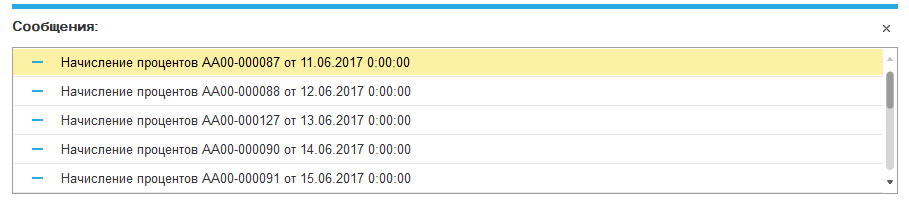 Сообщения:
Начисление процентов АА00-000087 от 11.06.2017 0:00:00
Начисление процентов АА00-000088 от 12.06.2017 0:00:00
Начисление процентов АА00-000127 от 13.06.2017 0:00:00
Начисление процентов АА00-000090 от 14.06.2017 0:00:00
Начисление процентов АА00-000091 от 15.06.2017 0:00:00